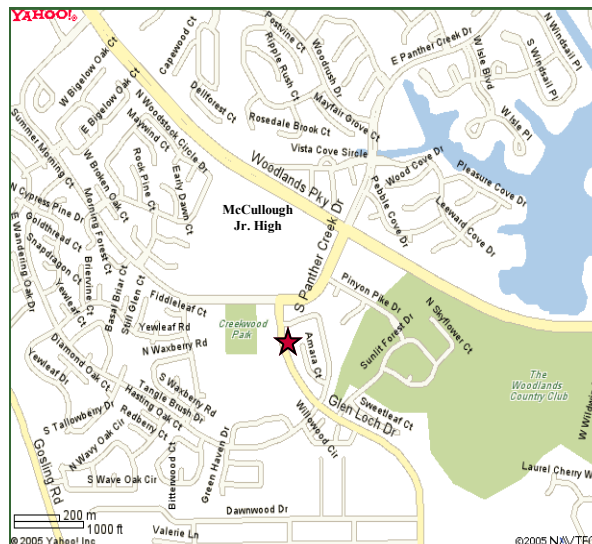 YAHOO!®
W Bigelow Oak Ct
Capewood Ct
Postvine Ct
Ripple Rush Ct
Woodrush Dr
E Panther Creek Dr
W Isle Blvd
S Windsail Pl
N Windsail Pl
E Bigelow Oak Ct
Dellforest Ct
Mayfair Grove Ct
W Isle Pl
Summer Morning Ct
N Woodstock Circle Dr
Maywind Ct
Rosedale Brook Ct
Vista Cove Circle
W Broken Oak Ct
Rock Pine Ct
Early Dawn Ct
Woodlands Pky
Wood Cove Dr
Pleasure Cove Dr
N Cypress Pine Dr
Pebble Cove Dr
Leeward Cove Dr
Goldthread Ct
Morning Forest Ct
McCullough
Jr. High
E Wandering Oak Dr
Snapdragon Ct
S Panther Creek Dr
Yewleaf Ct
Briervine Ct
Basal Briar Ct
Still Glen Ct
Fiddleleaf Ct
Pinyon Pike Dr
N Skyflower Ct
Yewleaf Rd
Creekwood
Park
Amara Ct
Sunlit Forest Dr
Yewleaf Dr
Diamond Oak Ct
N Waxberry Rd
The
Woodlands
Country Club
S Waxberry Rd
Tangle Brush Dr
Hasting Oak Ct
Sweetleaf Ct
S Tallowberry Dr
Redberry Ct
Glen Loch Dr
Willowwood Cir
Gosling Rd
N Wavy Oak Cir
Green Haven Dr
Bitterwood Ct
S Wave Oak Cir
Laurel Cherry W
200 m
Dawnwood Dr
1000 ft
Valerie Ln
©2005 Yahoo! Inc
©2005 NAVTEQ